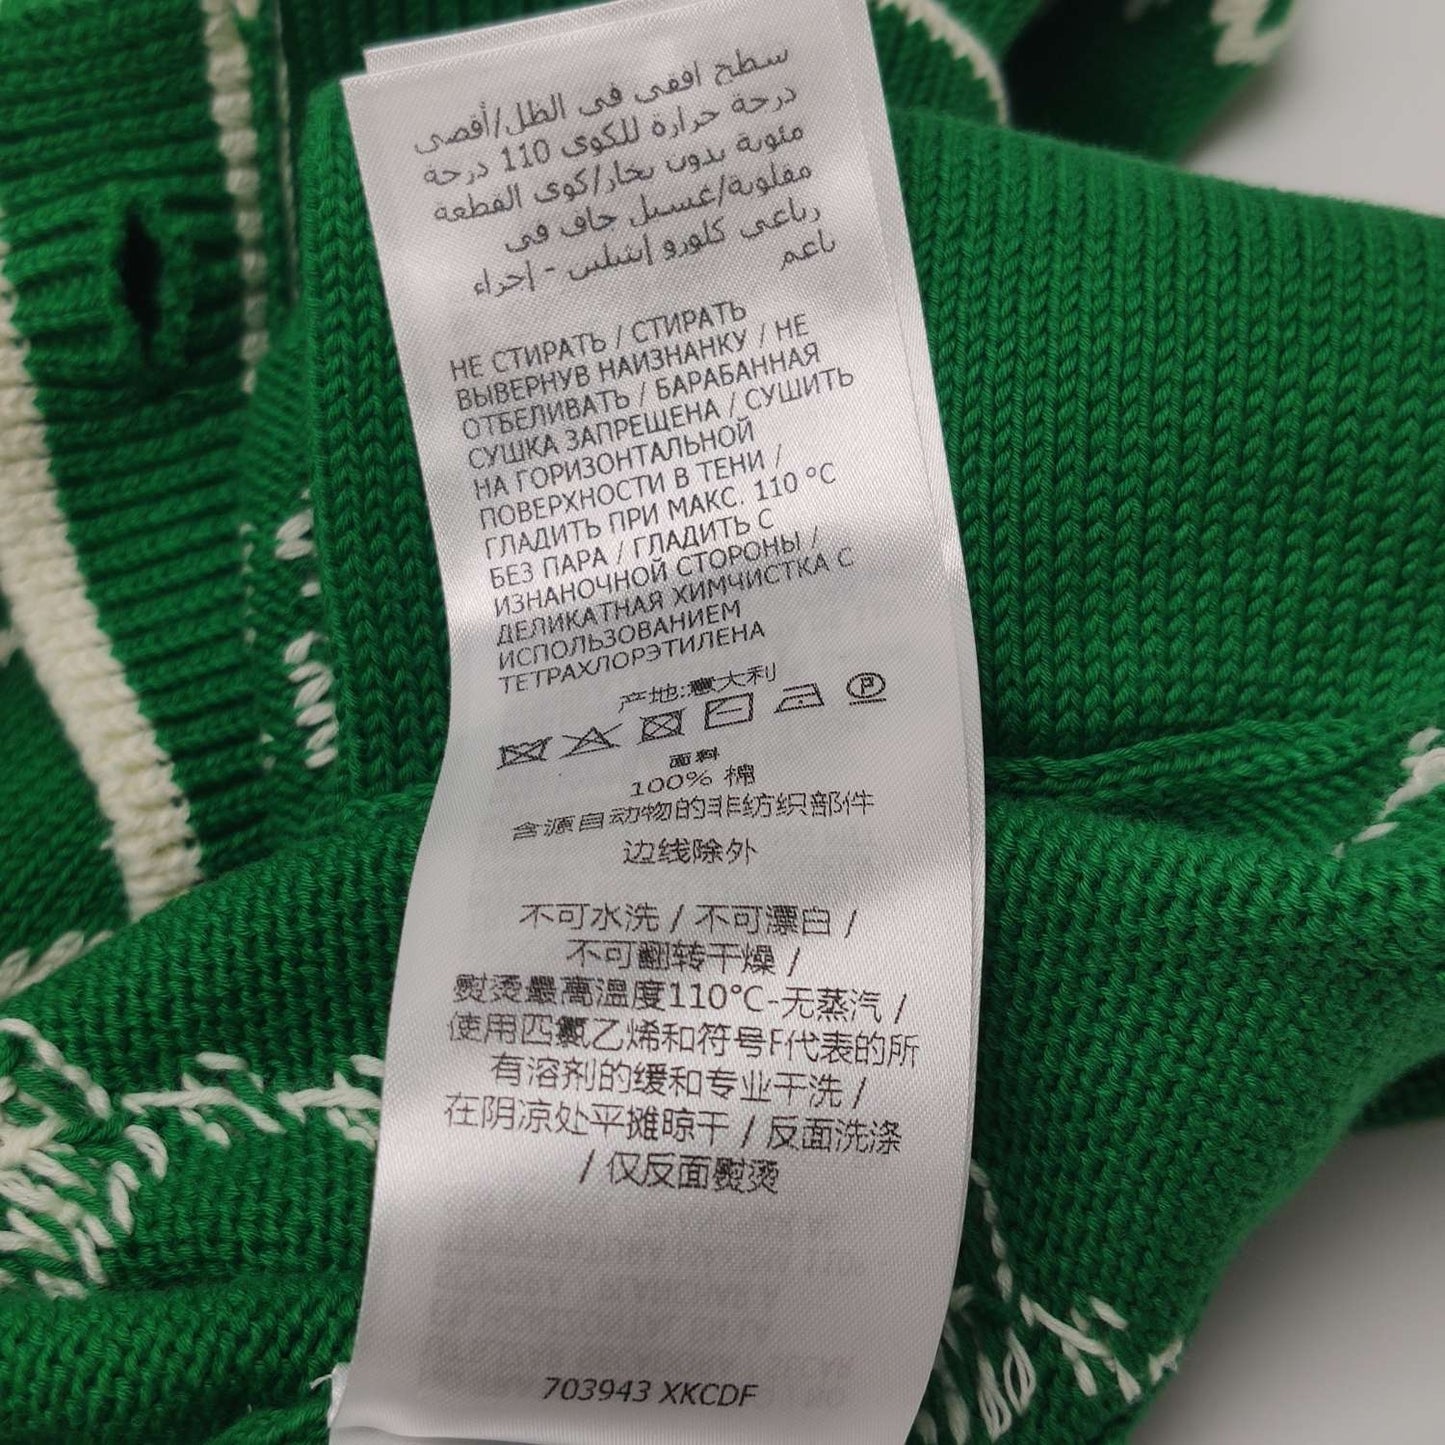 سطح افقى فى الظل/أقصى
درجة حرارة للكوى 110 درجة
مئوية بدون بخار/كوى القطعة
مقلوبة/غسيل جاف فى
رباعى كلورو إثيلين - إجراء
ناعم
НЕ СТИРАТЬ / СТИРАТЬ
ВЫВЕРНУВ НАИЗНАНКУ / НЕ
ОТБЕЛИВАТЬ / БАРАБАННАЯ
СУШКА ЗАПРЕЩЕНА / СУШИТЬ
НА ГОРИЗОНТАЛЬНОЙ
ПОВЕРХНОСТИ В ТЕНИ /
ГЛАДИТЬ ПРИ МАКС. 110 °C
БЕЗ ПАРА / ГЛАДИТЬ С
ИЗНАНОЧНОЙ СТОРОНЫ /
ДЕЛИКАТНАЯ ХИМЧИСТКА С
ИСПОЛЬЗОВАНИЕМ
ТЕТРАХЛОРЭТИЛЕНА
产地:意大利
P
面料
100% 棉
含源自动物的非纺织部件
边线除外
不可水洗 / 不可漂白 /
不可翻转干燥 /
熨烫最高温度110°C-无蒸汽 /
使用四氯乙烯和符号F代表的所
有溶剂的缓和专业干洗 /
在阴凉处平摊晾干 / 反面洗涤
/ 仅反面熨烫
703943 XKCDF